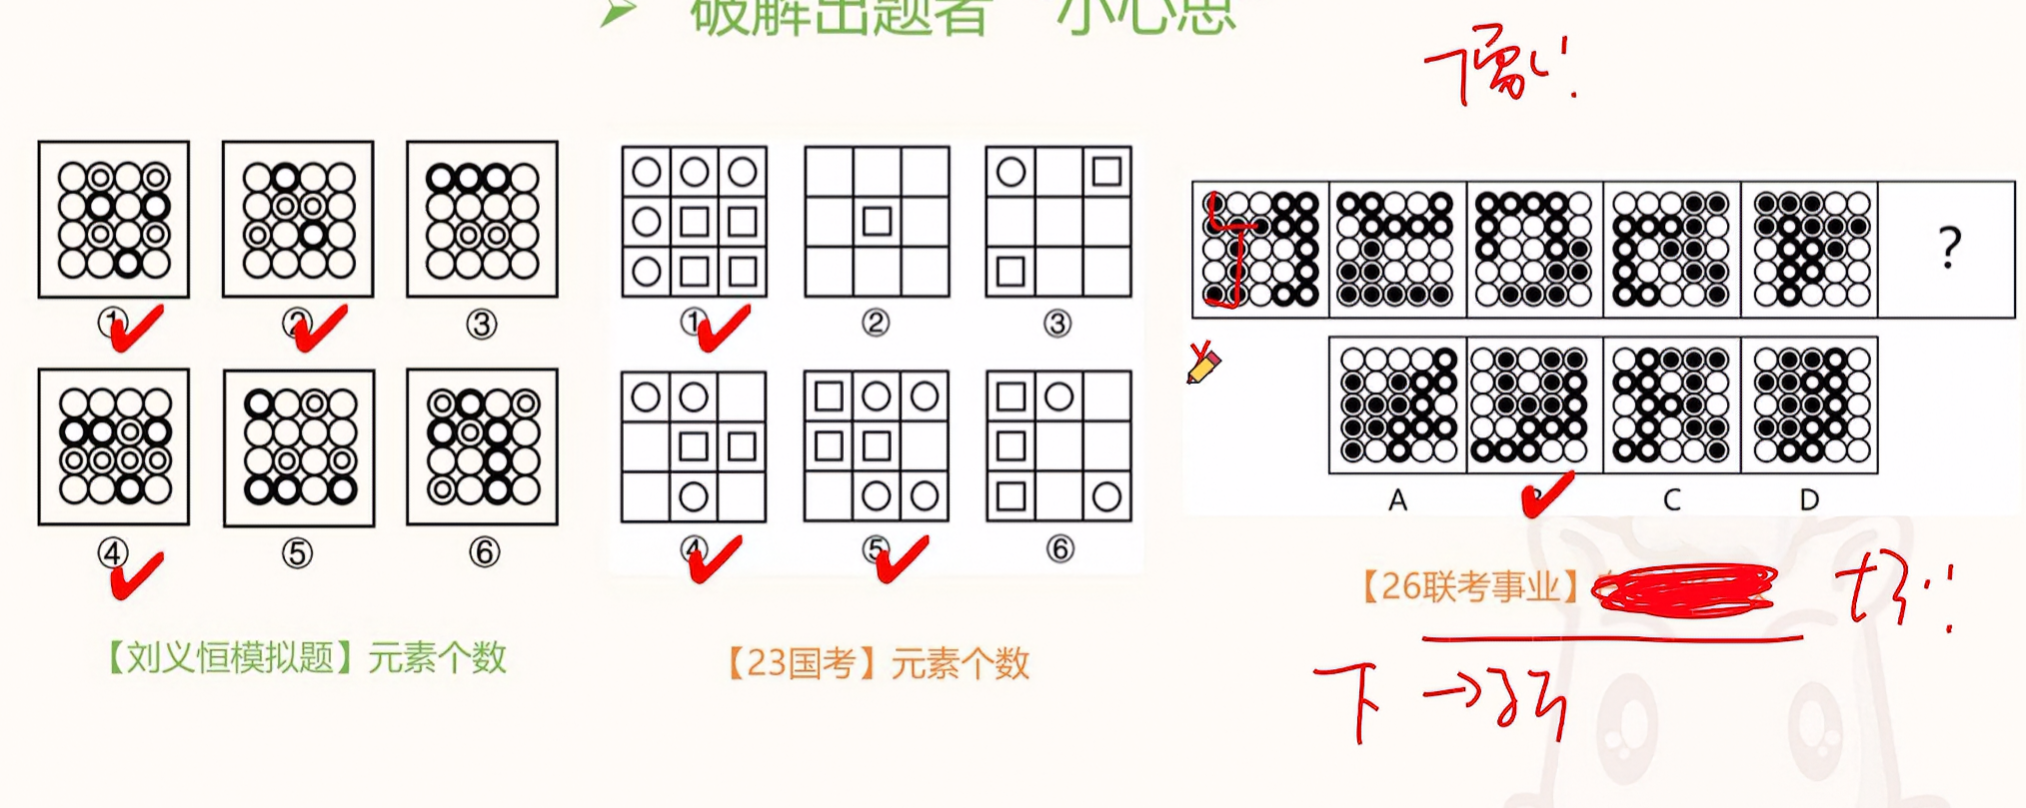 破解出题者 小心思
① ② ③
④ ⑤ ⑥
① ② ③
④ ⑤ ⑥
?
A C D
【刘义恒模拟题】元素个数
【23国考】元素个数
【26联考事业】
下→